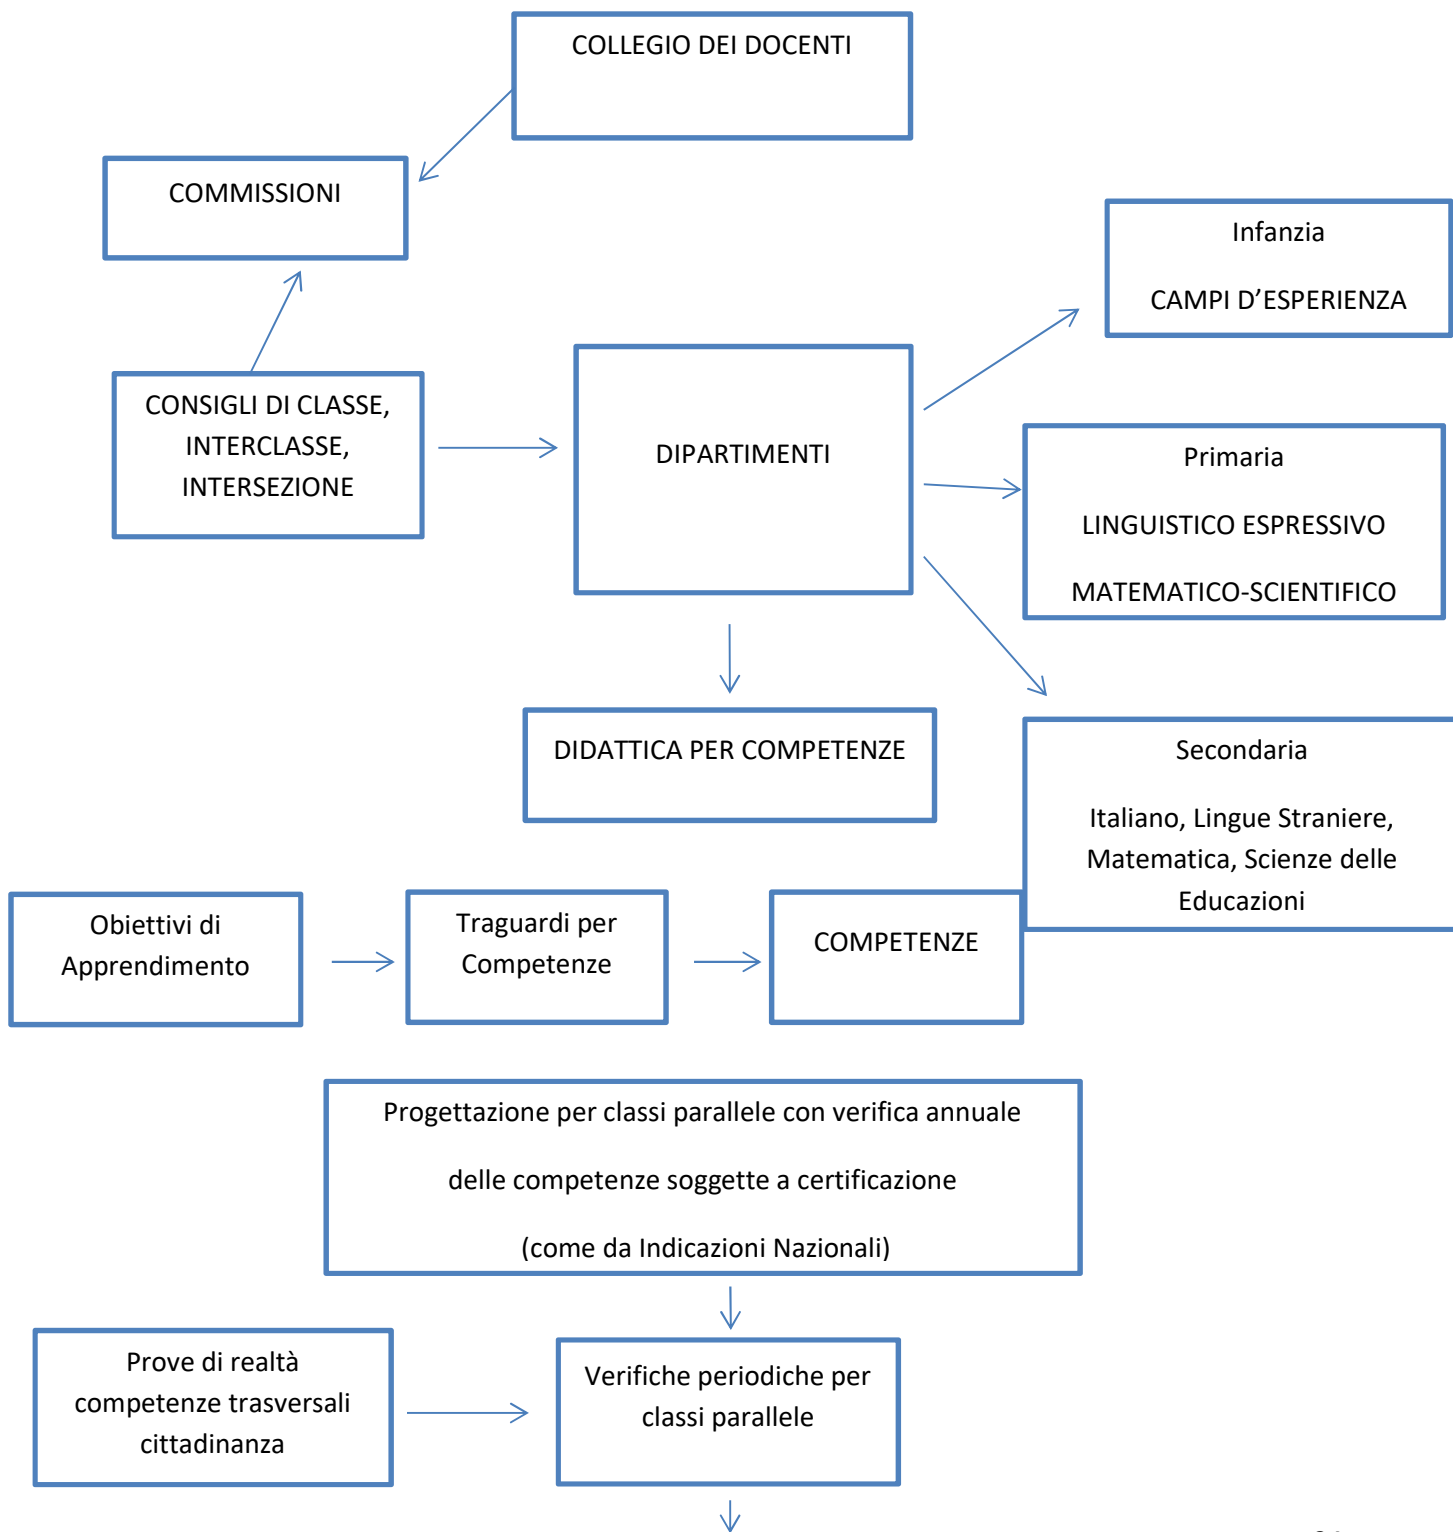 COLLEGIO DEI DOCENTI
COMMISSIONI
Infanzia
CAMPI D’ESPERIENZA
CONSIGLI DI CLASSE,
INTERCLASSE,
INTERSEZIONE
DIPARTIMENTI
Primaria
LINGUISTICO ESPRESSIVO
MATEMATICO-SCIENTIFICO
DIDATTICA PER COMPETENZE
Secondaria
Italiano, Lingue Straniere,
Matematica, Scienze delle
Educazioni
Obiettivi di
Apprendimento
Traguardi per
Competenze
COMPETENZE
Progettazione per classi parallele con verifica annuale
delle competenze soggette a certificazione
(come da Indicazioni Nazionali)
Prove di realtà
competenze trasversali
cittadinanza
Verifiche periodiche per
classi parallele